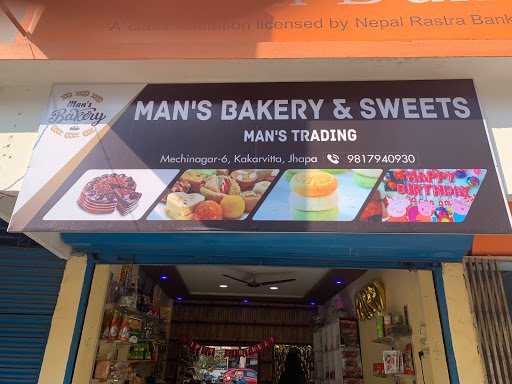 A class institution licensed by Nepal Rastra Bank
Man's
Bakery
MAN'S BAKERY & SWEETS
MAN'S TRADING
Mechinagar-6, Kakarvitta, Jhapa 9817940930
HAPPY
BIRTHDAY